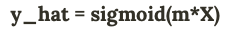 y_hat = sigmoid(m*X)